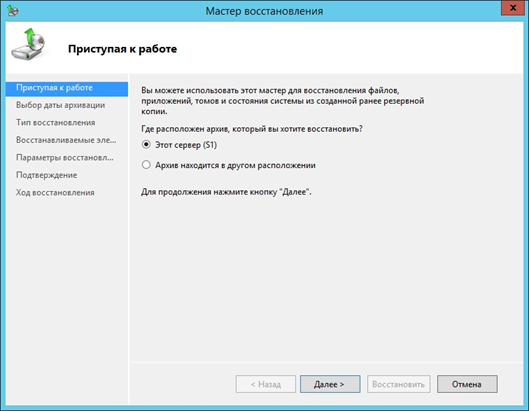 Мастер восстановления
x
Приступая к работе
Приступая к работе
Выбор даты архивации
Тип восстановления
Восстанавливаемые эле...
Параметры восстановл...
Подтверждение
Ход восстановления
Вы можете использовать этот мастер для восстановления файлов,
приложений, томов и состояния системы из созданной ранее резервной
копии.
Где расположен архив, который вы хотите восстановить?
Этот сервер (S1)
Архив находится в другом расположении
Для продолжения нажмите кнопку "Далее".
< Назад
Далее >
Восстановить
Отмена